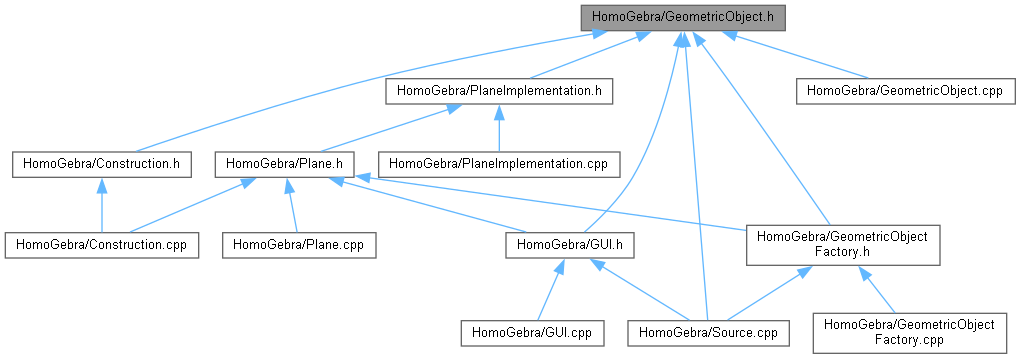 HomoGebra/GeometricObject.h
HomoGebra/PlaneImplementation.h
HomoGebra/GeometricObject.cpp
HomoGebra/Construction.h
HomoGebra/Plane.h
HomoGebra/PlaneImplementation.cpp
HomoGebra/Construction.cpp
HomoGebra/Plane.cpp
HomoGebra/GUI.h
HomoGebra/GeometricObject
Factory.h
HomoGebra/GUI.cpp
HomoGebra/Source.cpp
HomoGebra/GeometricObject
Factory.cpp